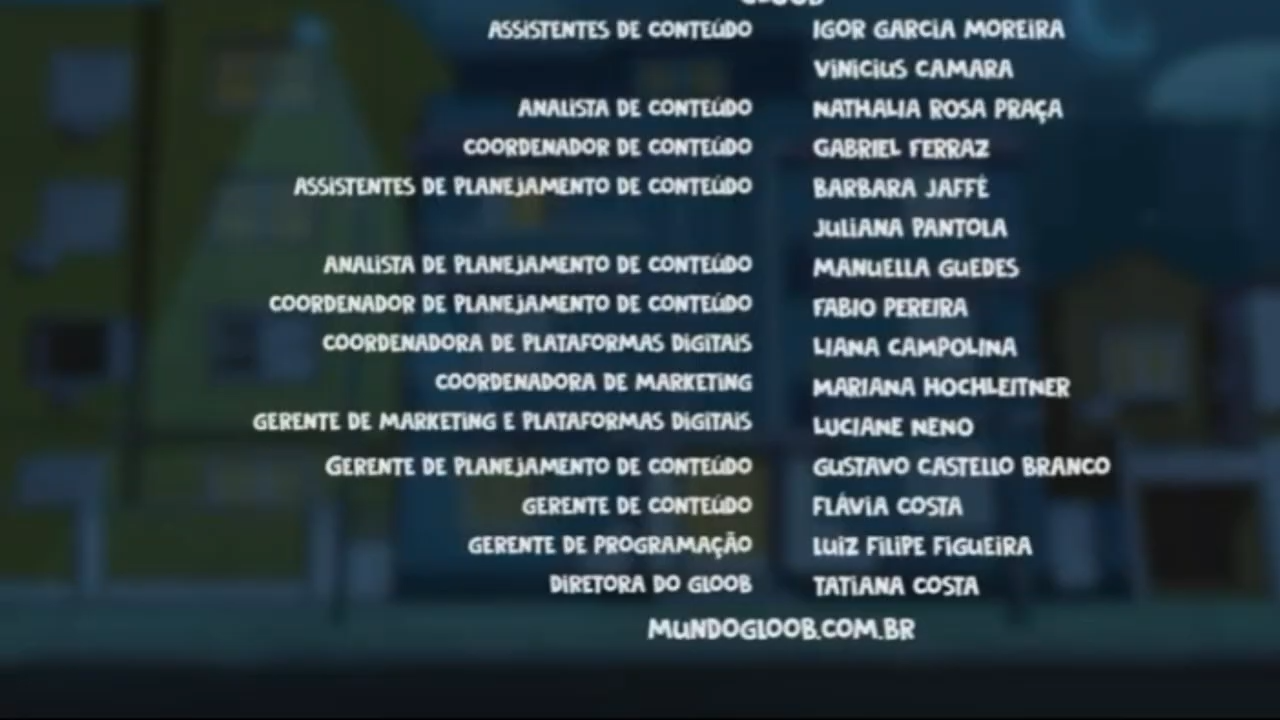 GLOOB
ASSISTENTES DE CONTEÚDO IGOR GARCIA MOREIRA
VINICIUS CAMARA
ANALISTA DE CONTEÚDO NATHALIA ROSA PRAÇA
COORDENADOR DE CONTEÚDO GABRIEL FERRAZ
ASSISTENTES DE PLANEJAMENTO DE CONTEÚDO BARBARA JAFFÉ
JULIANA PANTOLA
ANALISTA DE PLANEJAMENTO DE CONTEÚDO MANUELLA GUEDES
COORDENADOR DE PLANEJAMENTO DE CONTEÚDO FABIO PEREIRA
COORDENADORA DE PLATAFORMAS DIGITAIS LIANA CAMPOLINA
COORDENADORA DE MARKETING MARIANA HOCHLEITNER
GERENTE DE MARKETING E PLATAFORMAS DIGITAIS LUCIANE NENO
GERENTE DE PLANEJAMENTO DE CONTEÚDO GUSTAVO CASTELLO BRANCO
GERENTE DE CONTEÚDO FLÁVIA COSTA
GERENTE DE PROGRAMAÇÃO LUIZ FILIPE FIGUEIRA
DIRETORA DO GLOOB TATIANA COSTA
MUNDOGLOOB.COM.BR